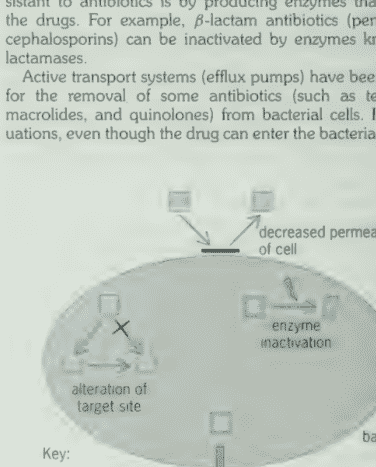 sistant to antibiotics is by producing enzymes tha
the drugs. For example, β-lactam antibiotics (per
cephalosporins) can be inactivated by enzymes kr
lactamases.
Active transport systems (efflux pumps) have bee
for the removal of some antibiotics (such as te
macrolides, and quinolones) from bacterial cells. I
uations, even though the drug can enter the bacteria
decreased permea
of cell
enzyme
inactivation
alteration of
target site
ba
Key: